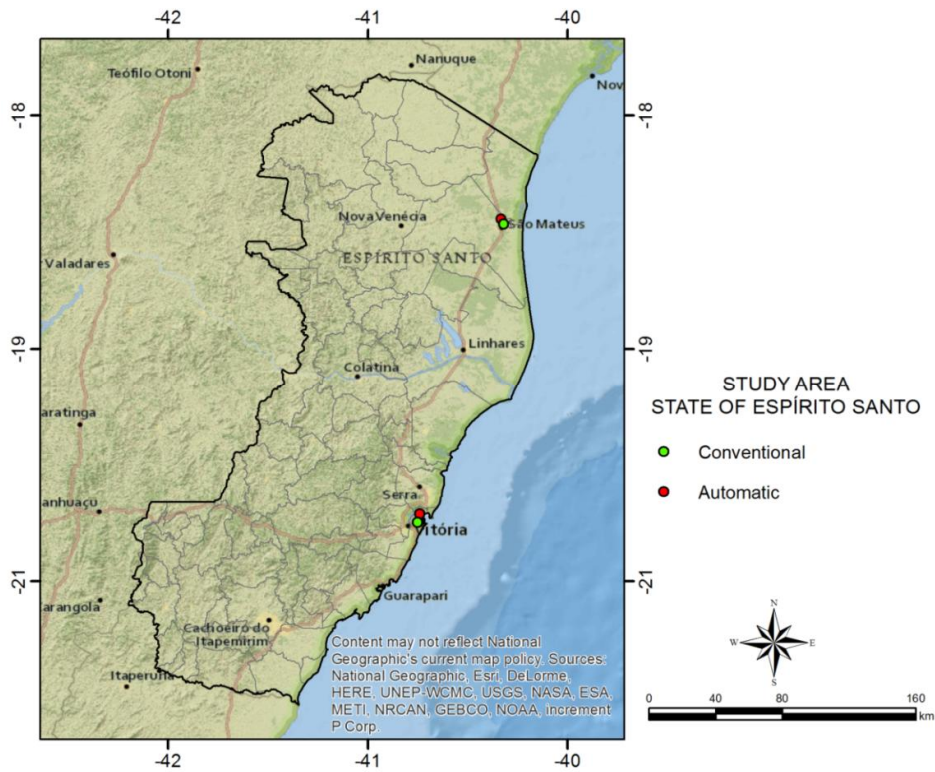 -42 -41 -40
Nanuque
Teófilo Otoni
Nov
-18 -18
Nova Venécia
São Mateus
ESPÍRITO SANTO
Valadares
-19 -19
Linhares
Colatina
STUDY AREA
STATE OF ESPÍRITO SANTO
aratinga
Conventional
Serra
Automatic
anhuaçu
itória
-21 -21
Guarapari
arangola
Cachoeiro do
Itapemirim
Itaperuna
Content may not reflect National
Geographic's current map policy. Sources:
National Geographic, Esri, DeLorme,
HERE, UNEP-WCMC, USGS, NASA, ESA,
METI, NRCAN, GEBCO, NOAA, increment
P Corp.
N
W E
S
0 40 80 160
km
-42 -41 -40